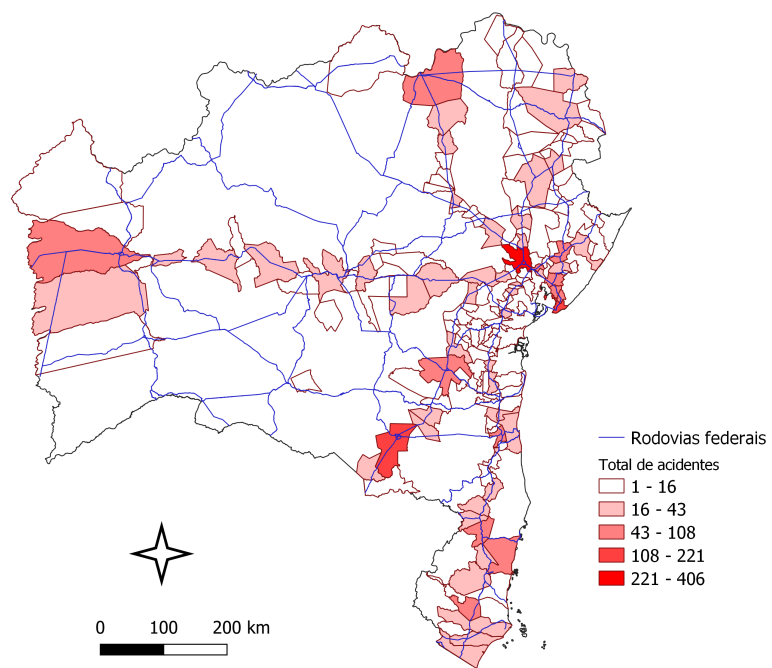 Rodovias federais
Total de acidentes
1 - 16
16 - 43
43 - 108
108 - 221
221 - 406
0 100 200 km